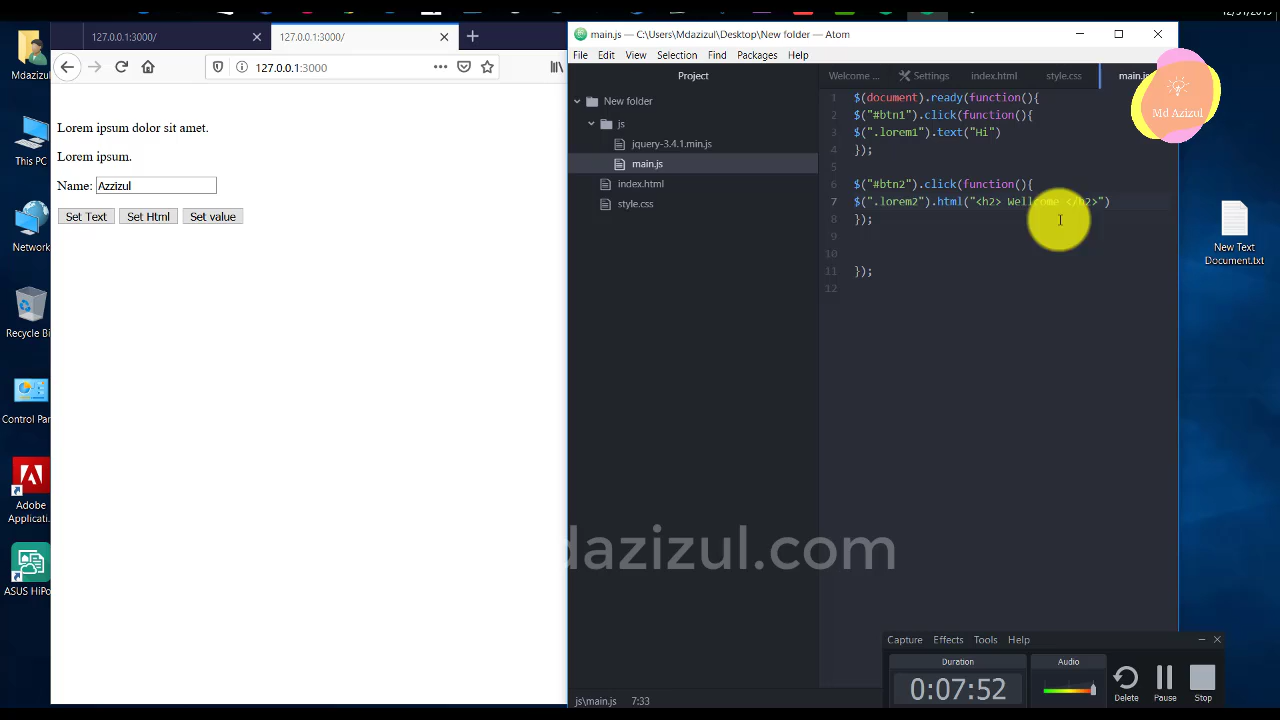 12/31/2019
127.0.0.1:3000/
127.0.0.1:3000/
main.js — C:\Users\Mdazizul\Desktop\New folder — Atom
127.0.0.1:3000
File Edit View Selection Find Packages Help
Project
Welcome ... Settings index.html style.css main.js
Md Azizul
New folder
js
jquery-3.4.1.min.js
main.js
index.html
style.css
1 $(document).ready(function(){
2 $("#btn1").click(function(){
3 $(".lorem1").text("Hi")
4 });
5
6 $("#btn2").click(function(){
7 $(".lorem2").html("<h2> Wellcome </h2>")
8 });
9
10
11 });
12
Lorem ipsum dolor sit amet.
Lorem ipsum.
Name: Azzizul
Set Text Set Html Set value
Mdazizul
This PC
Network
Recycle Bi
Control Pan
Adobe
Applicati..
ASUS HiPo
New Text
Document.txt
dazizul.com
Capture Effects Tools Help
Duration
0:07:52
Audio
Delete Pause Stop
js\main.js 7:33